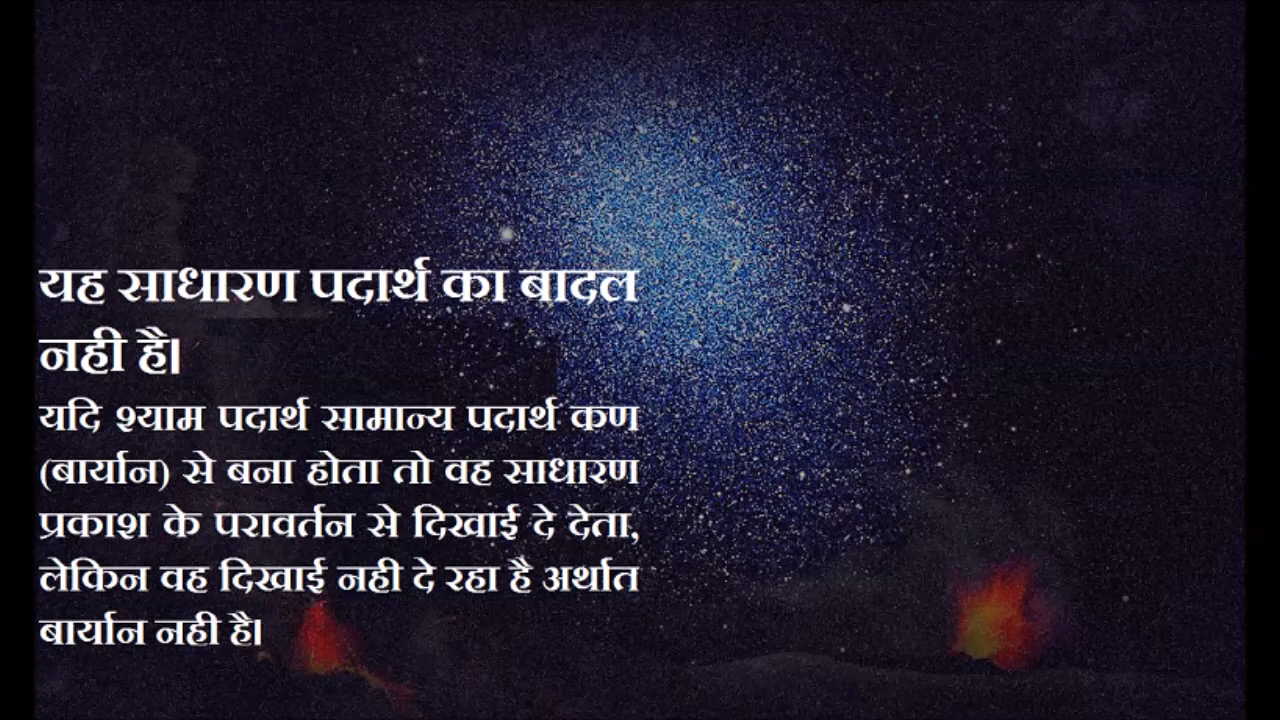 यह साधारण पदार्थ का बादल
नही है।
यदि श्याम पदार्थ सामान्य पदार्थ कण
(बार्यान) से बना होता तो वह साधारण
प्रकाश के परावर्तन से दिखाई दे देता,
लेकिन वह दिखाई नही दे रहा है अर्थात
बार्यान नही है।